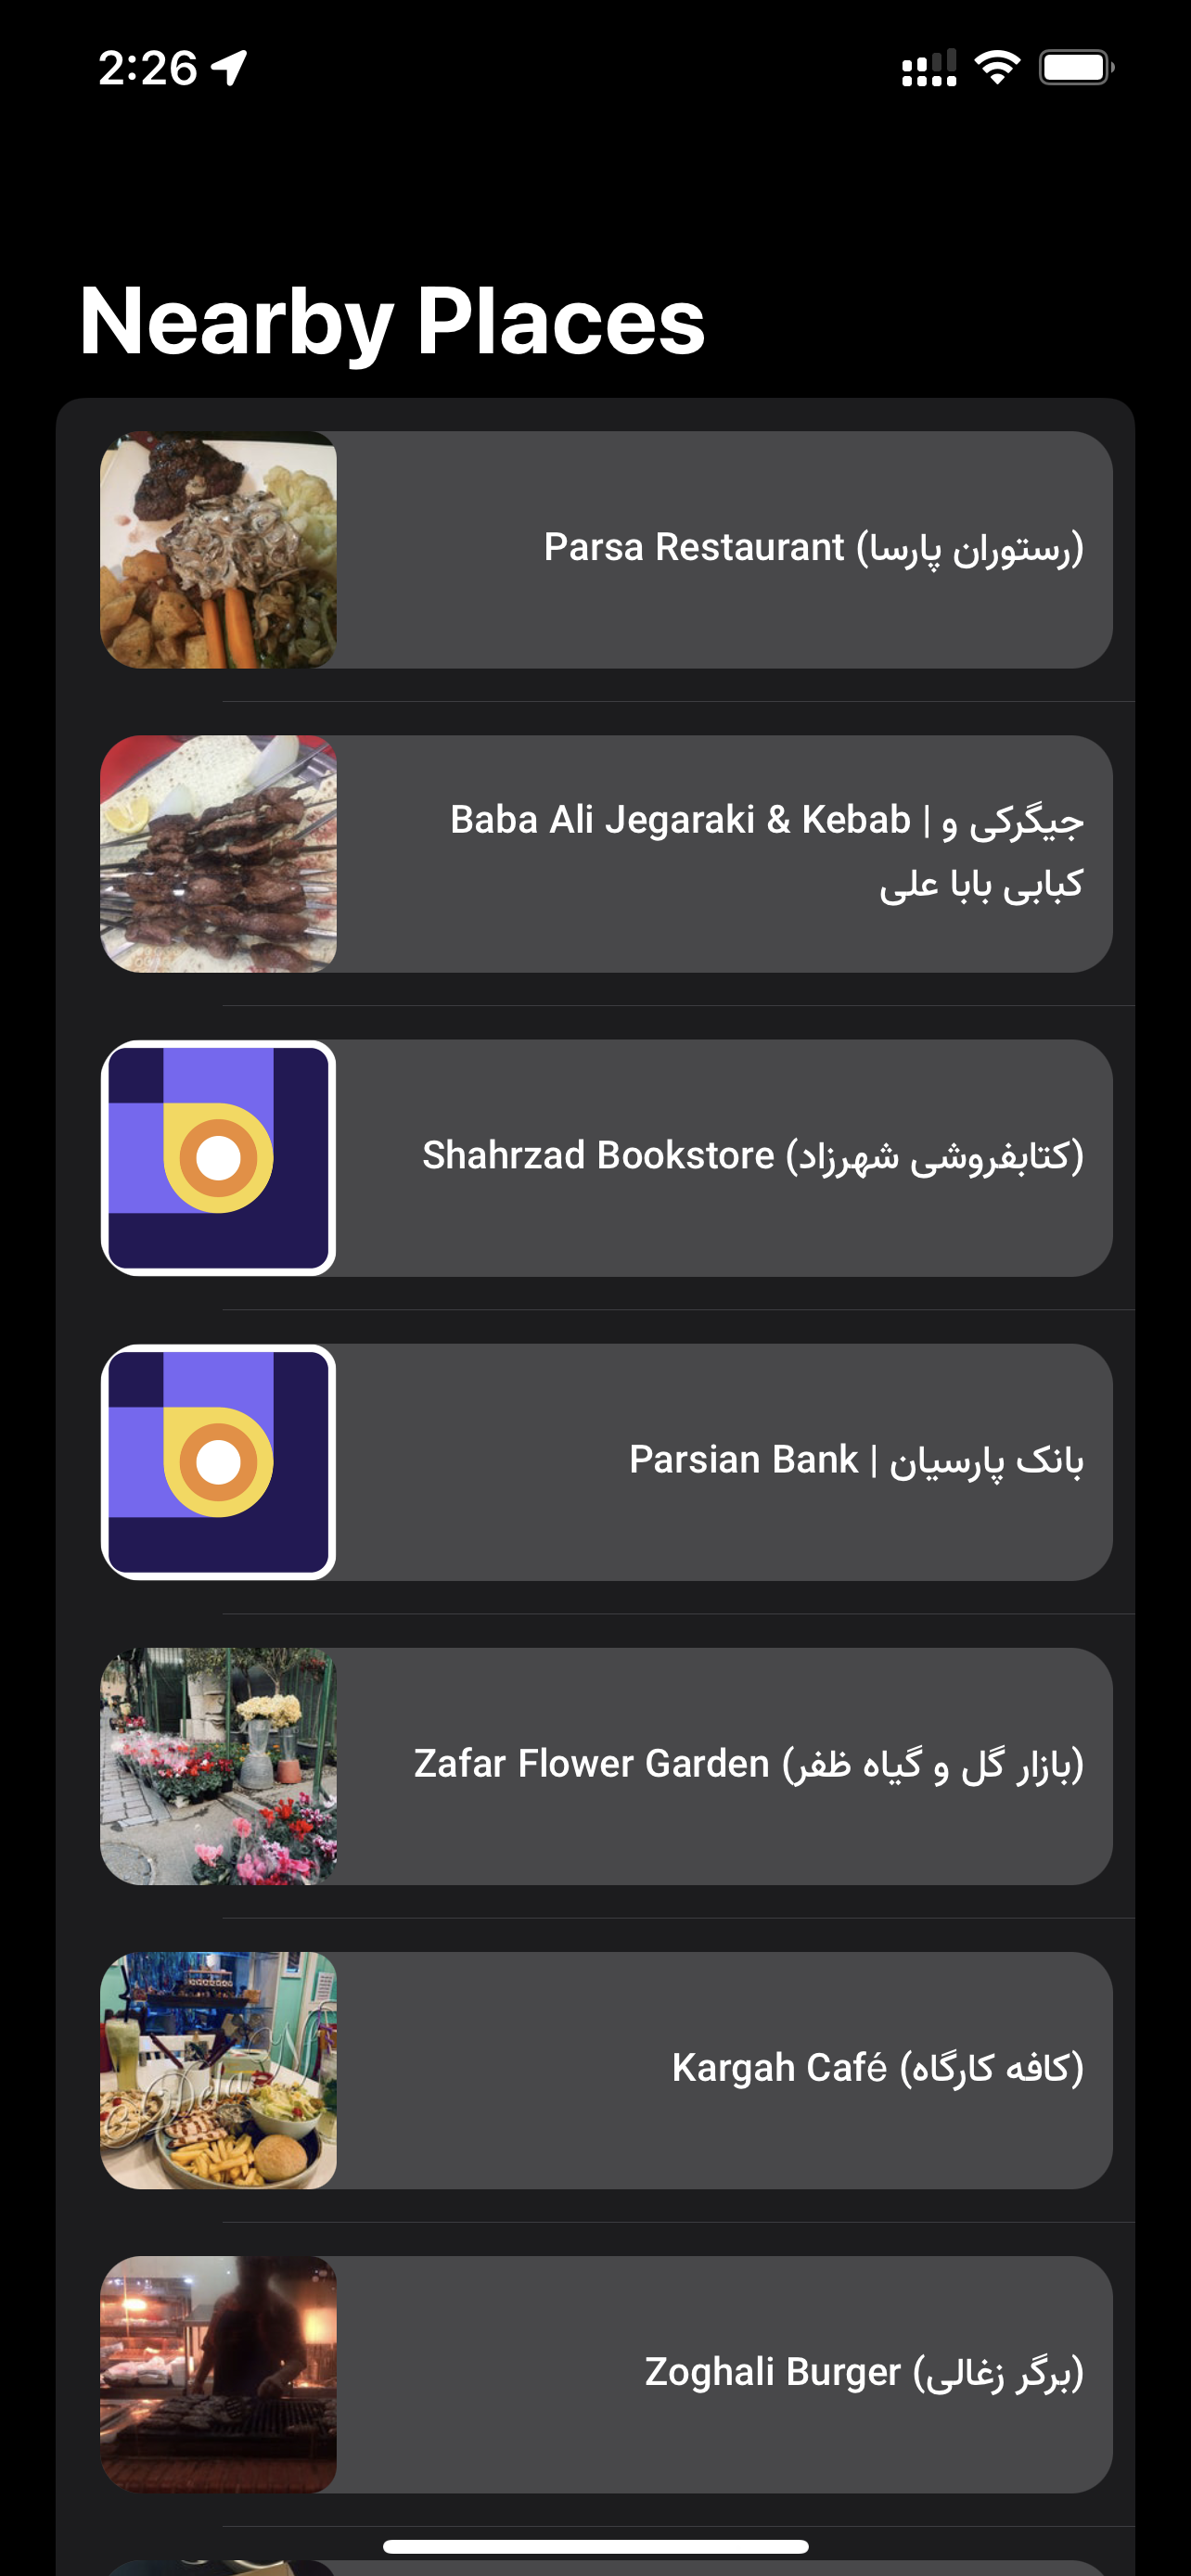 2:26
Nearby Places
Parsa Restaurant (رستوران پارسا)
Baba Ali Jegaraki & Kebab | جیگرکی و
کبابی بابا علی
Shahrzad Bookstore (کتابفروشی شهرزاد)
Parsian Bank | بانک پارسیان
Zafar Flower Garden (بازار گل و گیاه ظفر)
Kargah Café (کافه کارگاه)
Zoghali Burger (برگر زغالی)